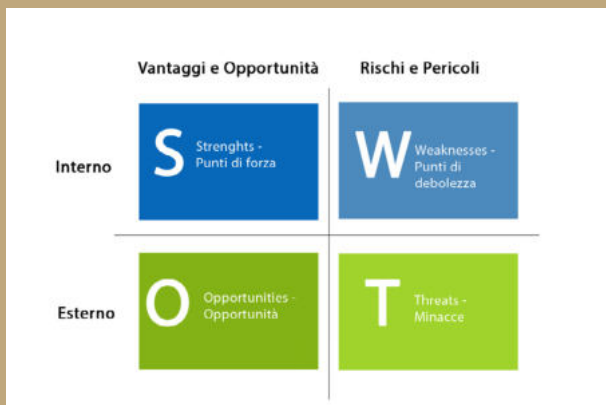 Vantaggi e Opportunità
Rischi e Pericoli
Interno
S
Strenghts -
Punti di forza
W
Weaknesses -
Punti di
debolezza
Esterno
O
Opportunities -
Opportunità
T
Threats -
Minacce